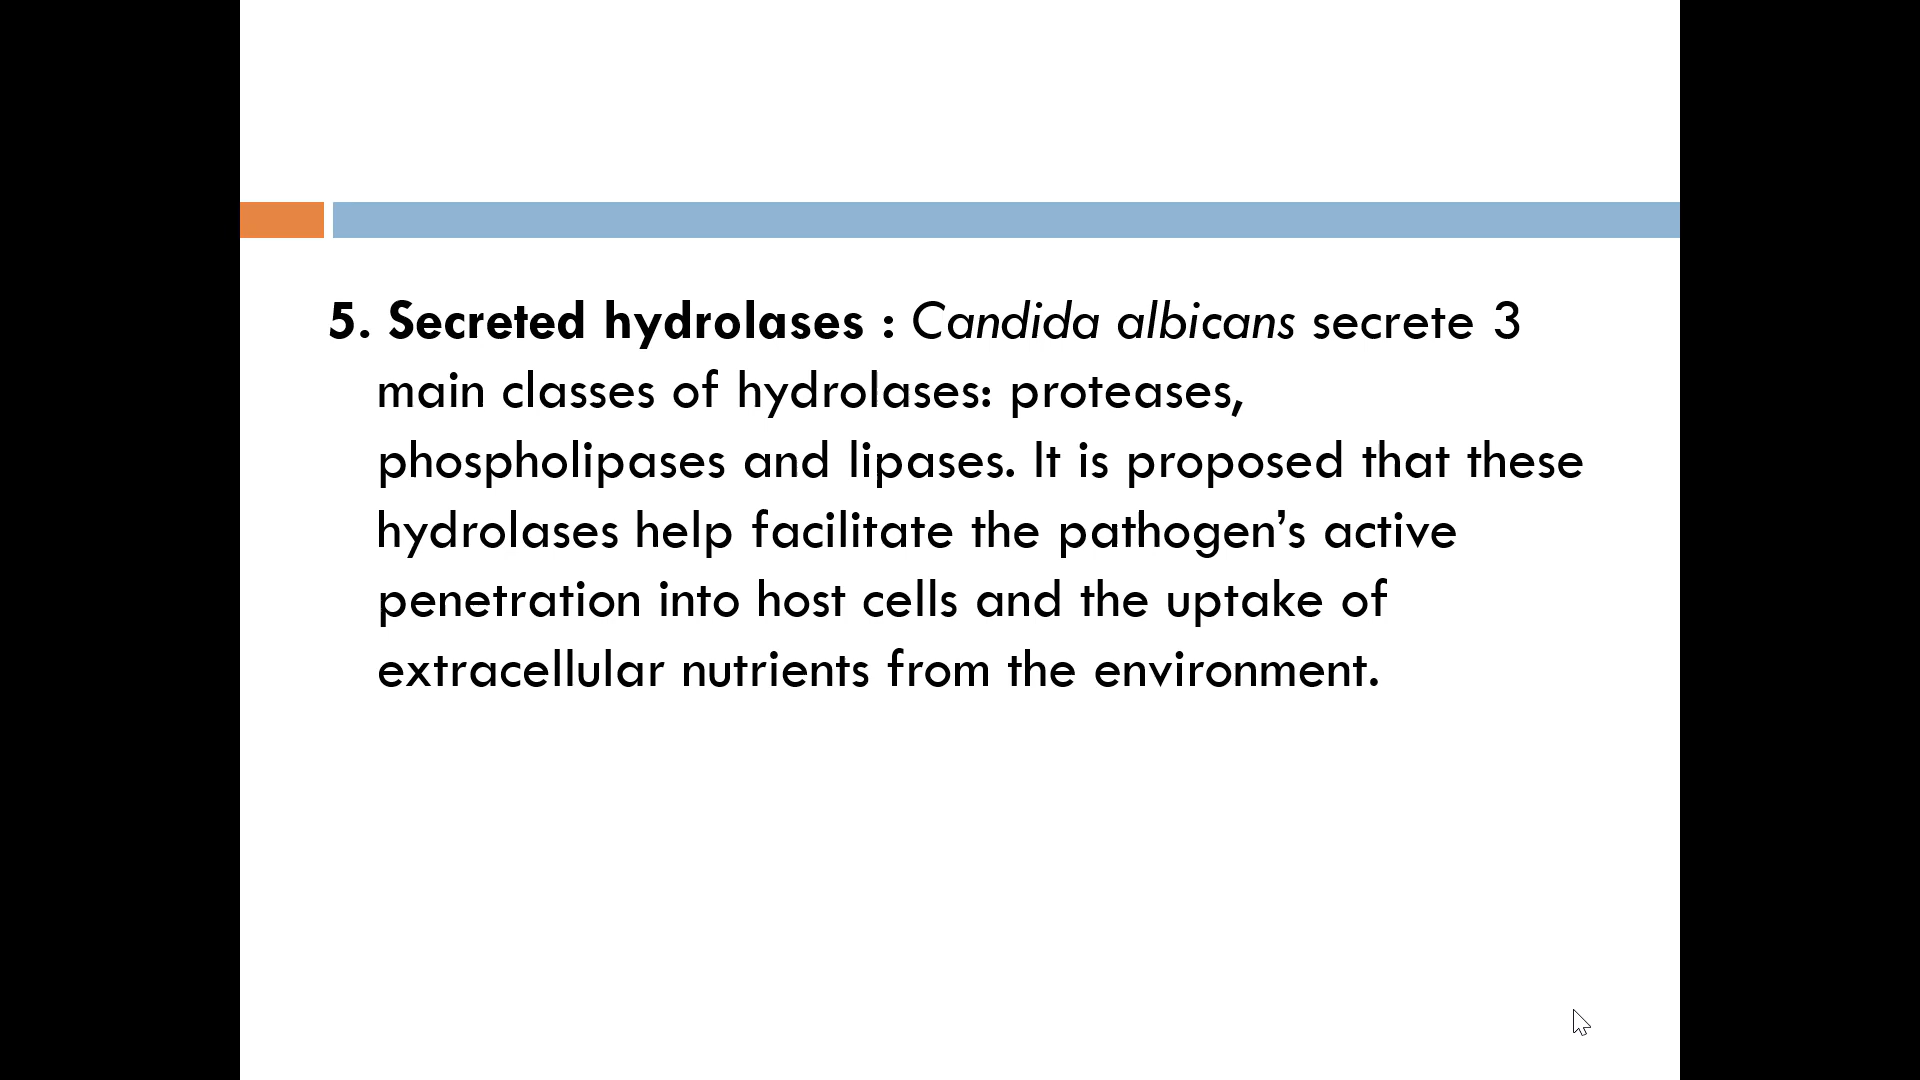 5. Secreted hydrolases : Candida albicans secrete 3
main classes of hydrolases: proteases,
phospholipases and lipases. It is proposed that these
hydrolases help facilitate the pathogen’s active
penetration into host cells and the uptake of
extracellular nutrients from the environment.